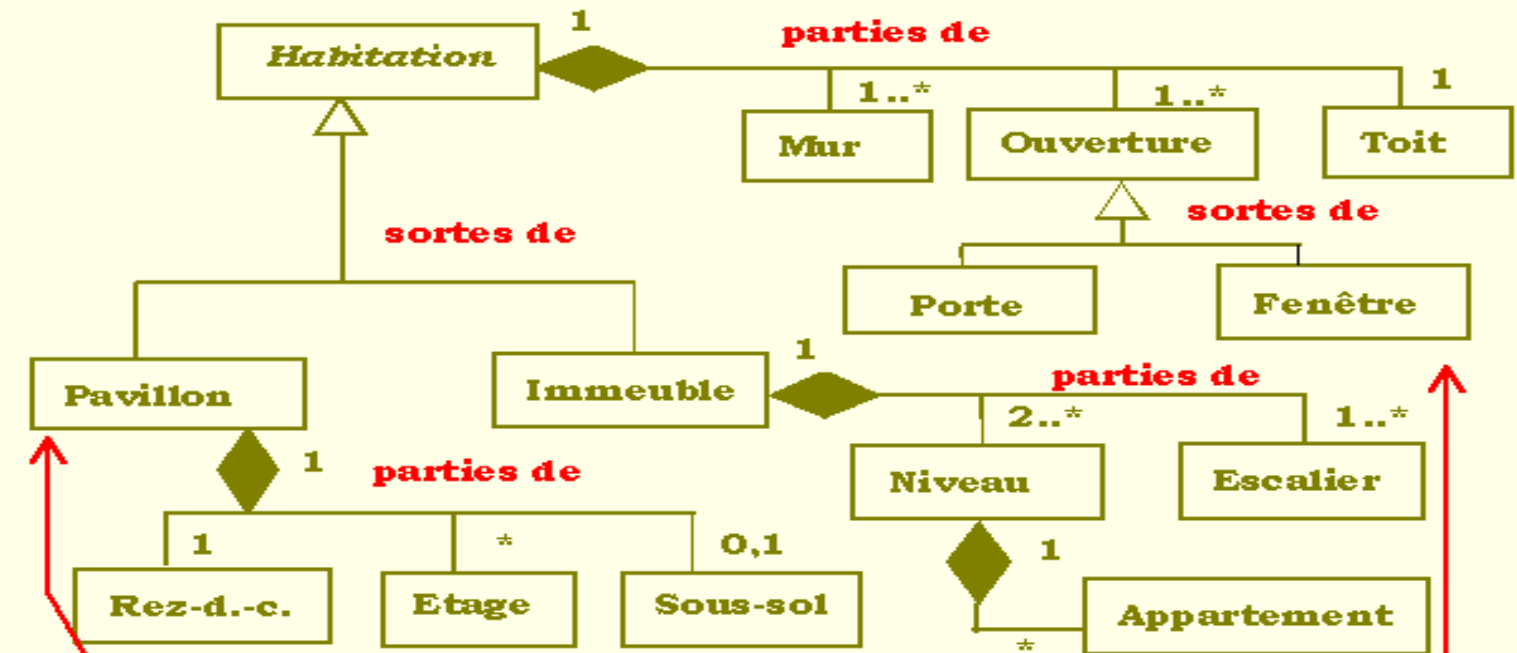 1
parties de
Habitation
1..*
1..*
1
Mur
Ouverture
Toit
sortes de
sortes de
Porte
Fenêtre
1
Pavillon
Immeuble
parties de
2..*
1..*
1
parties de
Niveau
Escalier
1
*
0,1
1
Rez-d.-c.
Etage
Sous-sol
Appartement
*